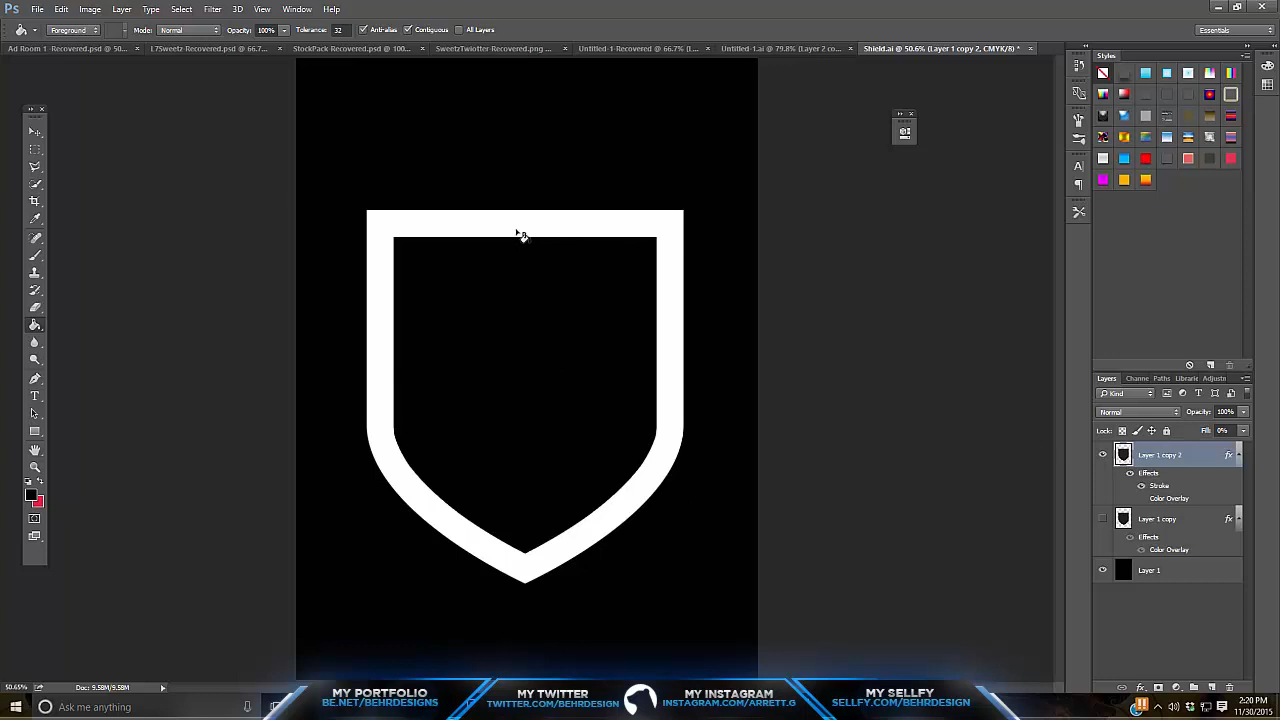 Ps File Edit Image Layer Type Select Filter 3D View Window Help
Foreground Mode: Normal Opacity: 100% Tolerance: 32 Anti-alias Contiguous All Layers Essentials
Ad Room 1-Recovered.psd @ 50... × L7Sweetz-Recovered.psd @ 66.7... × StockPack-Recovered.psd @ 100... × SweetzTwiotter-Recovered.png ... × Untitled-1-Recovered @ 66.7% (L... × Untitled-1.ai @ 79.8% (Layer 2 co... × Shield.ai @ 50.6% (Layer 1 copy 2, CMYK/8) * ×
Styles
Layers Channe Paths Librarie Adjustn
Kind
Normal Opacity: 100%
Lock: Fill: 0%
Layer 1 copy 2 fx
Effects
Stroke
Color Overlay
Layer 1 copy fx
Effects
Color Overlay
Layer 1
50.65% Doc: 9.58M/9.58M
MY PORTFOLIO
BE.NET/BEHRDESIGNS
MY TWITTER
TWITTER.COM/BEHRDESIGN
MY INSTAGRAM
INSTAGRAM.COM/ARRETT.G
MY SELLFY
SELLFY.COM/BEHRDESIGN
Ask me anything
2:20 PM
11/30/2015